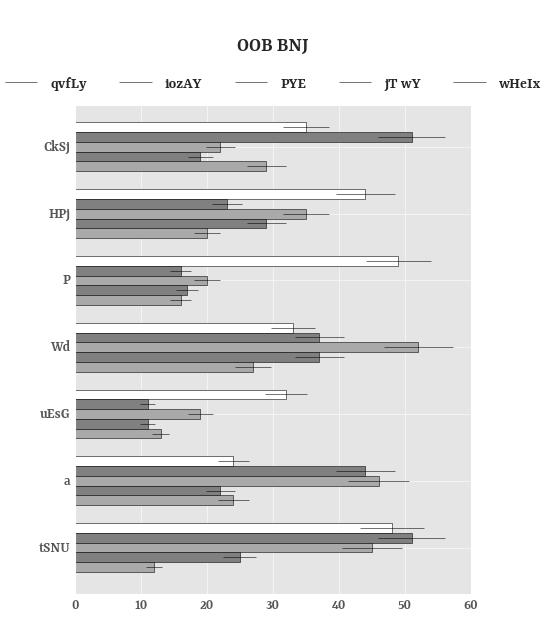 OOB BNJ
qvfLy iozAY PYE jT wY wHeIx
CkSj
HPj
P
Wd
uEsG
a
tSNU
0 10 20 30 40 50 60